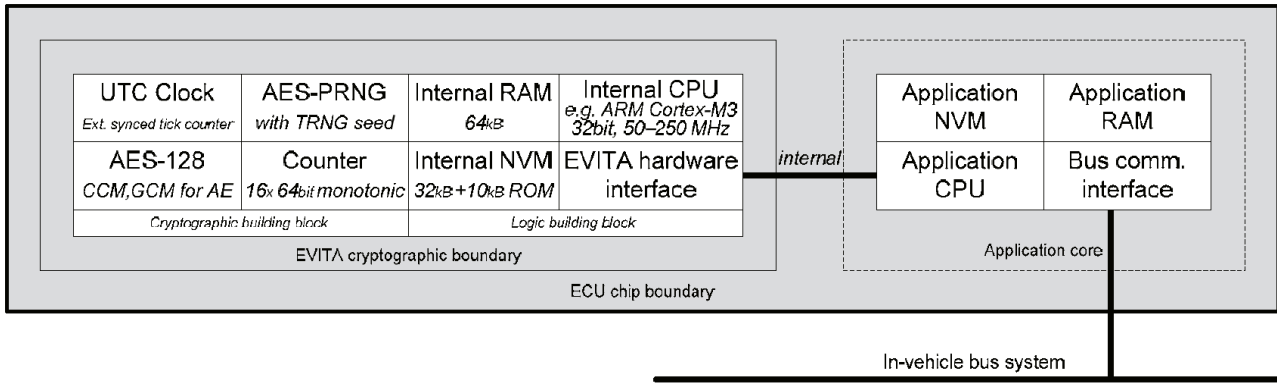 UTC Clock
Ext. synced tick counter
AES-PRNG
with TRNG seed
Internal RAM
64kB
Internal CPU
e.g. ARM Cortex-M3
32bit, 50–250 MHz
AES-128
CCM,GCM for AE
Counter
16x 64bit monotonic
Internal NVM
32kB+10kB ROM
EVITA hardware
interface
Cryptographic building block
Logic building block
EVITA cryptographic boundary
internal
Application
NVM
Application
RAM
Application
CPU
Bus comm.
interface
Application core
ECU chip boundary
In-vehicle bus system